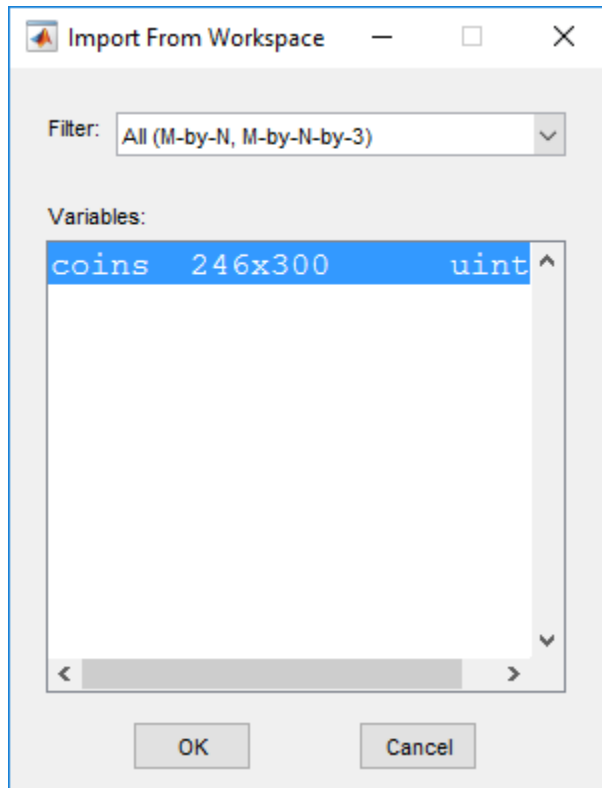 Import From Workspace
Filter: All (M-by-N, M-by-N-by-3)
Variables:
coins 246x300 uint
OK Cancel